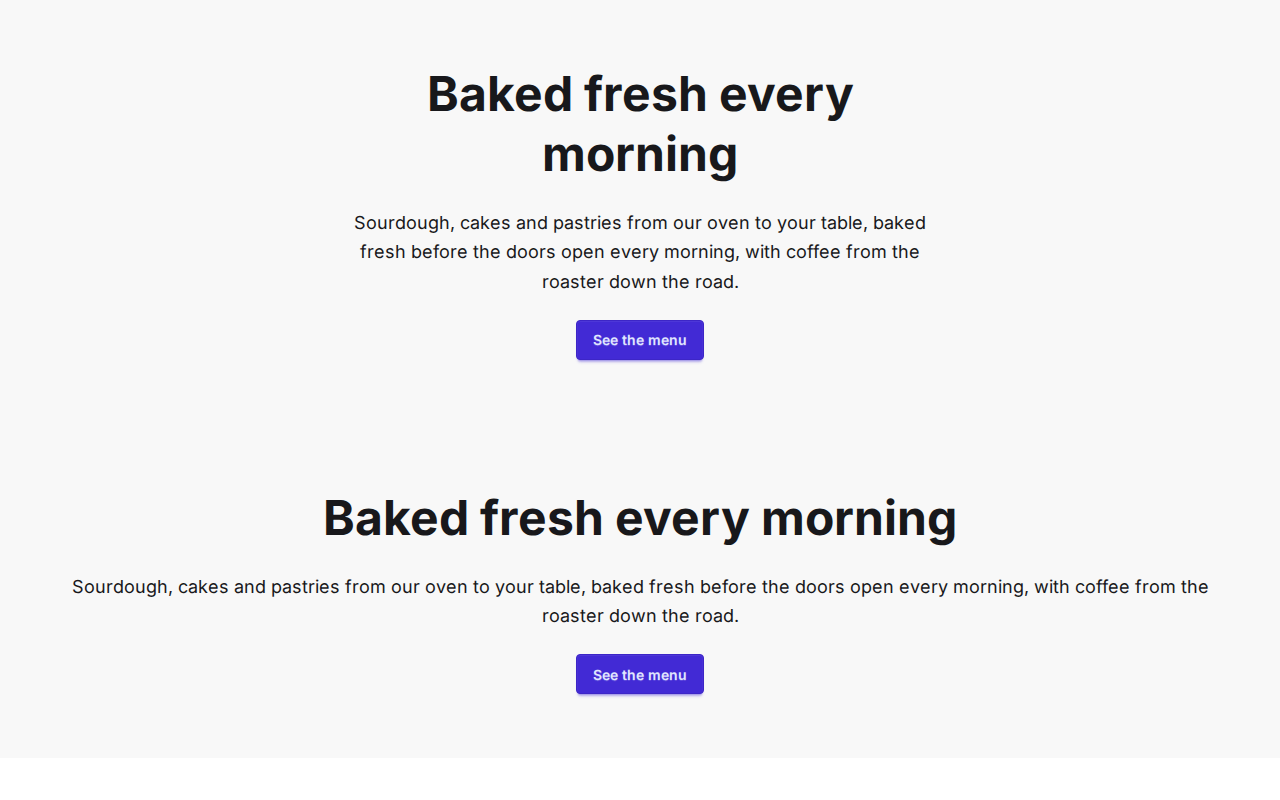 Baked fresh every
morning
Sourdough, cakes and pastries from our oven to your table, baked
fresh before the doors open every morning, with coffee from the
roaster down the road.
See the menu
Baked fresh every morning
Sourdough, cakes and pastries from our oven to your table, baked fresh before the doors open every morning, with coffee from the
roaster down the road.
See the menu